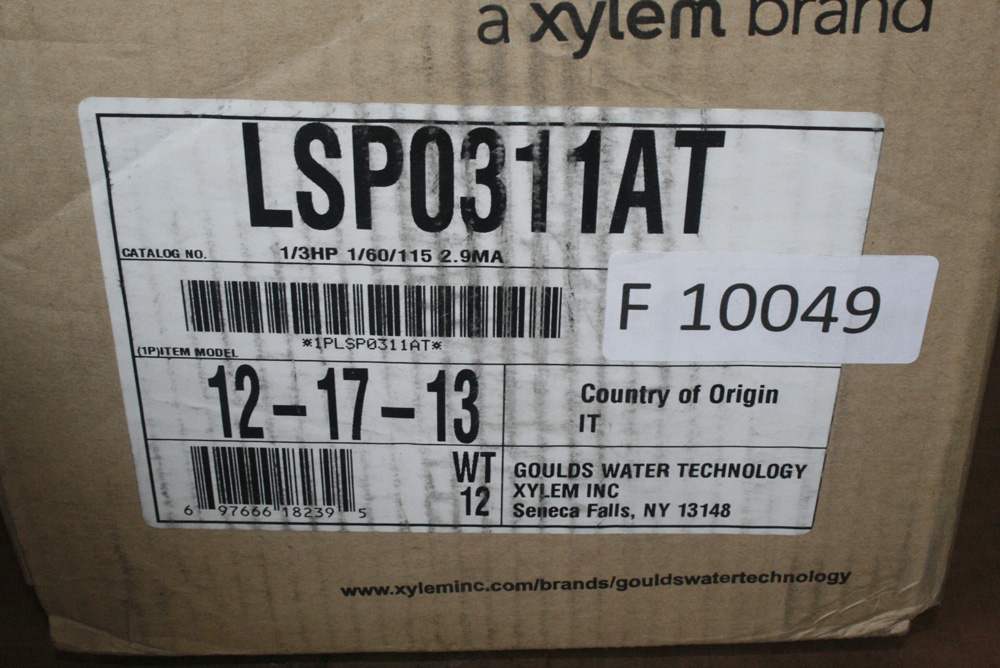 a xylem brand
LSP0311AT
CATALOG NO. 1/3HP 1/60/115 2.9MA
F 10049
*1PLSP0311AT*
(1P)ITEM MODEL
12-17-13
Country of Origin
IT
WT
12
6 97666 18239 5
GOULDS WATER TECHNOLOGY
XYLEM INC
Seneca Falls, NY 13148
www.xyleminc.com/brands/gouldswatertechnology